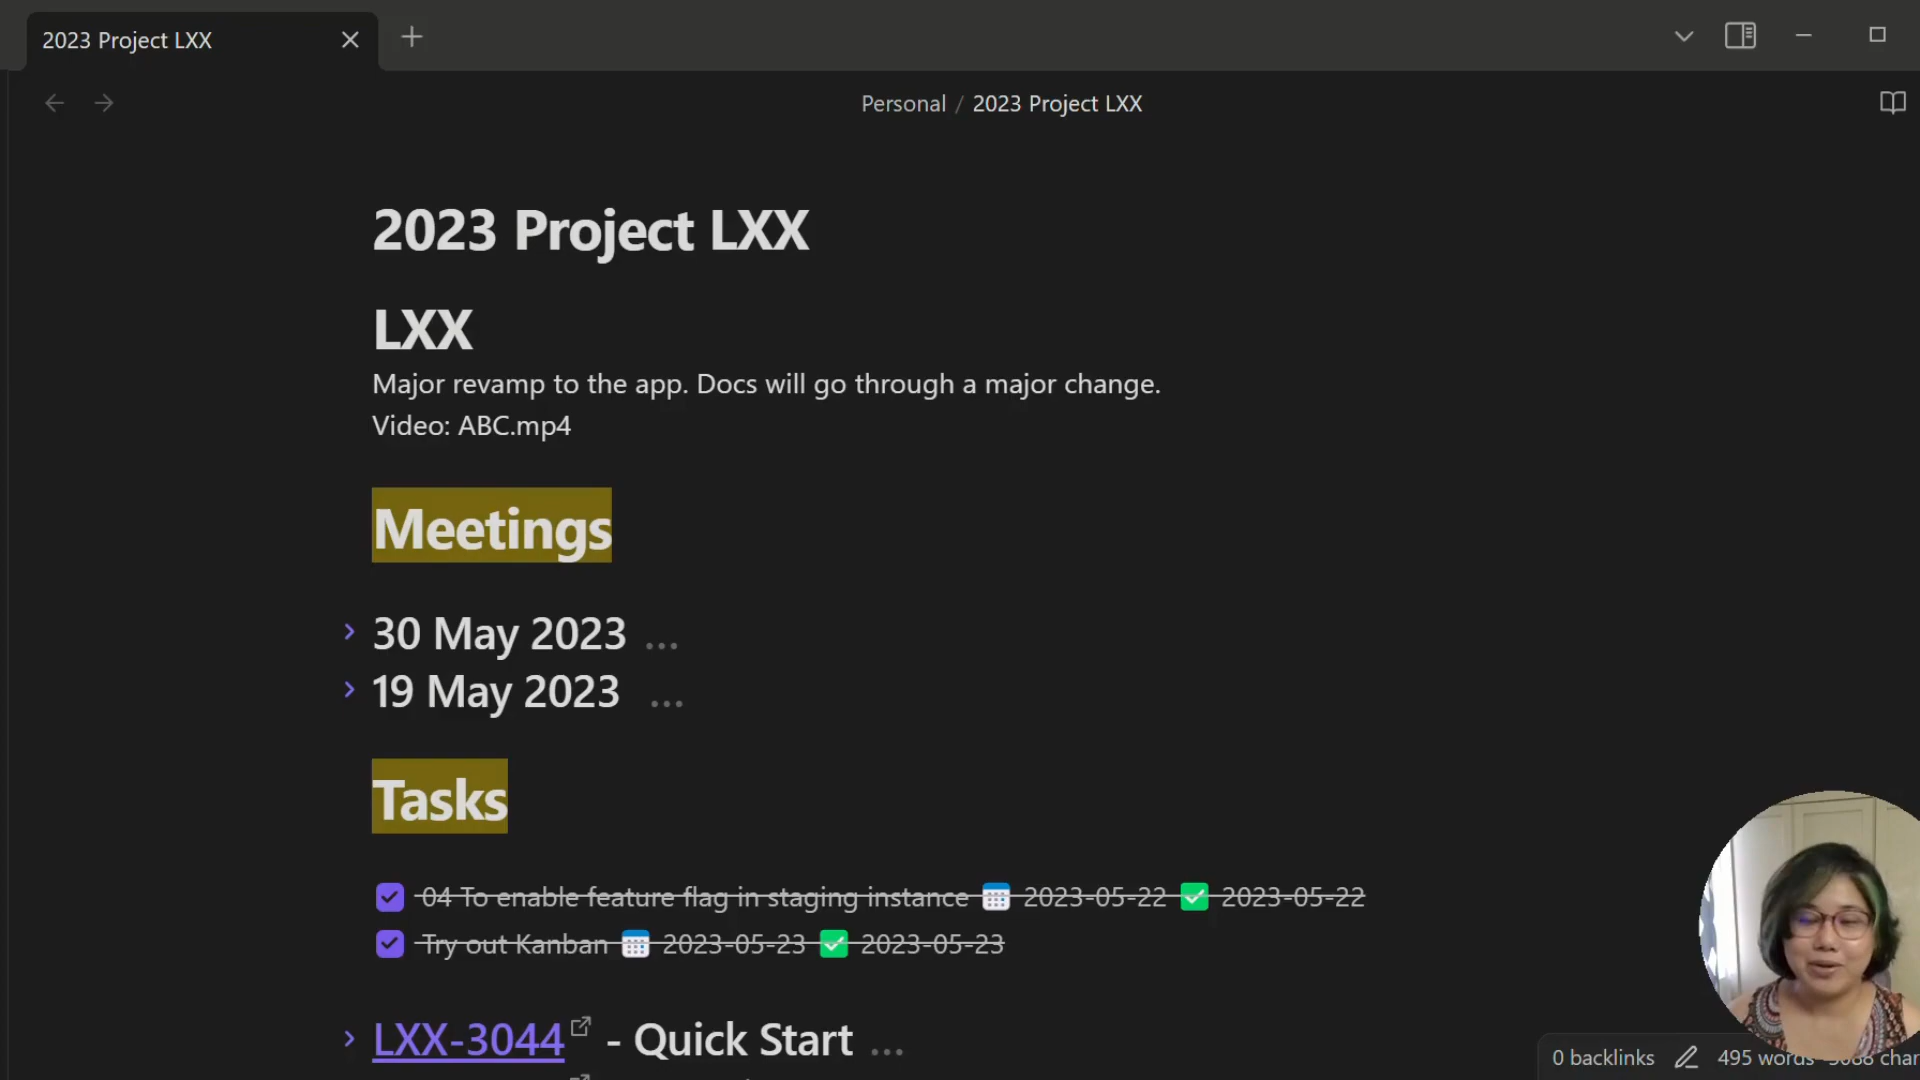 2023 Project LXX
Personal / 2023 Project LXX
2023 Project LXX
LXX
Major revamp to the app. Docs will go through a major change.
Video: ABC.mp4
Meetings
30 May 2023 ...
19 May 2023 ...
Tasks
04 To enable feature flag in staging instance 📅 2023-05-22 ✅ 2023-05-22
Try out Kanban 📅 2023-05-23 ✅ 2023-05-23
LXX-3044 - Quick Start ...
0 backlinks 495 words